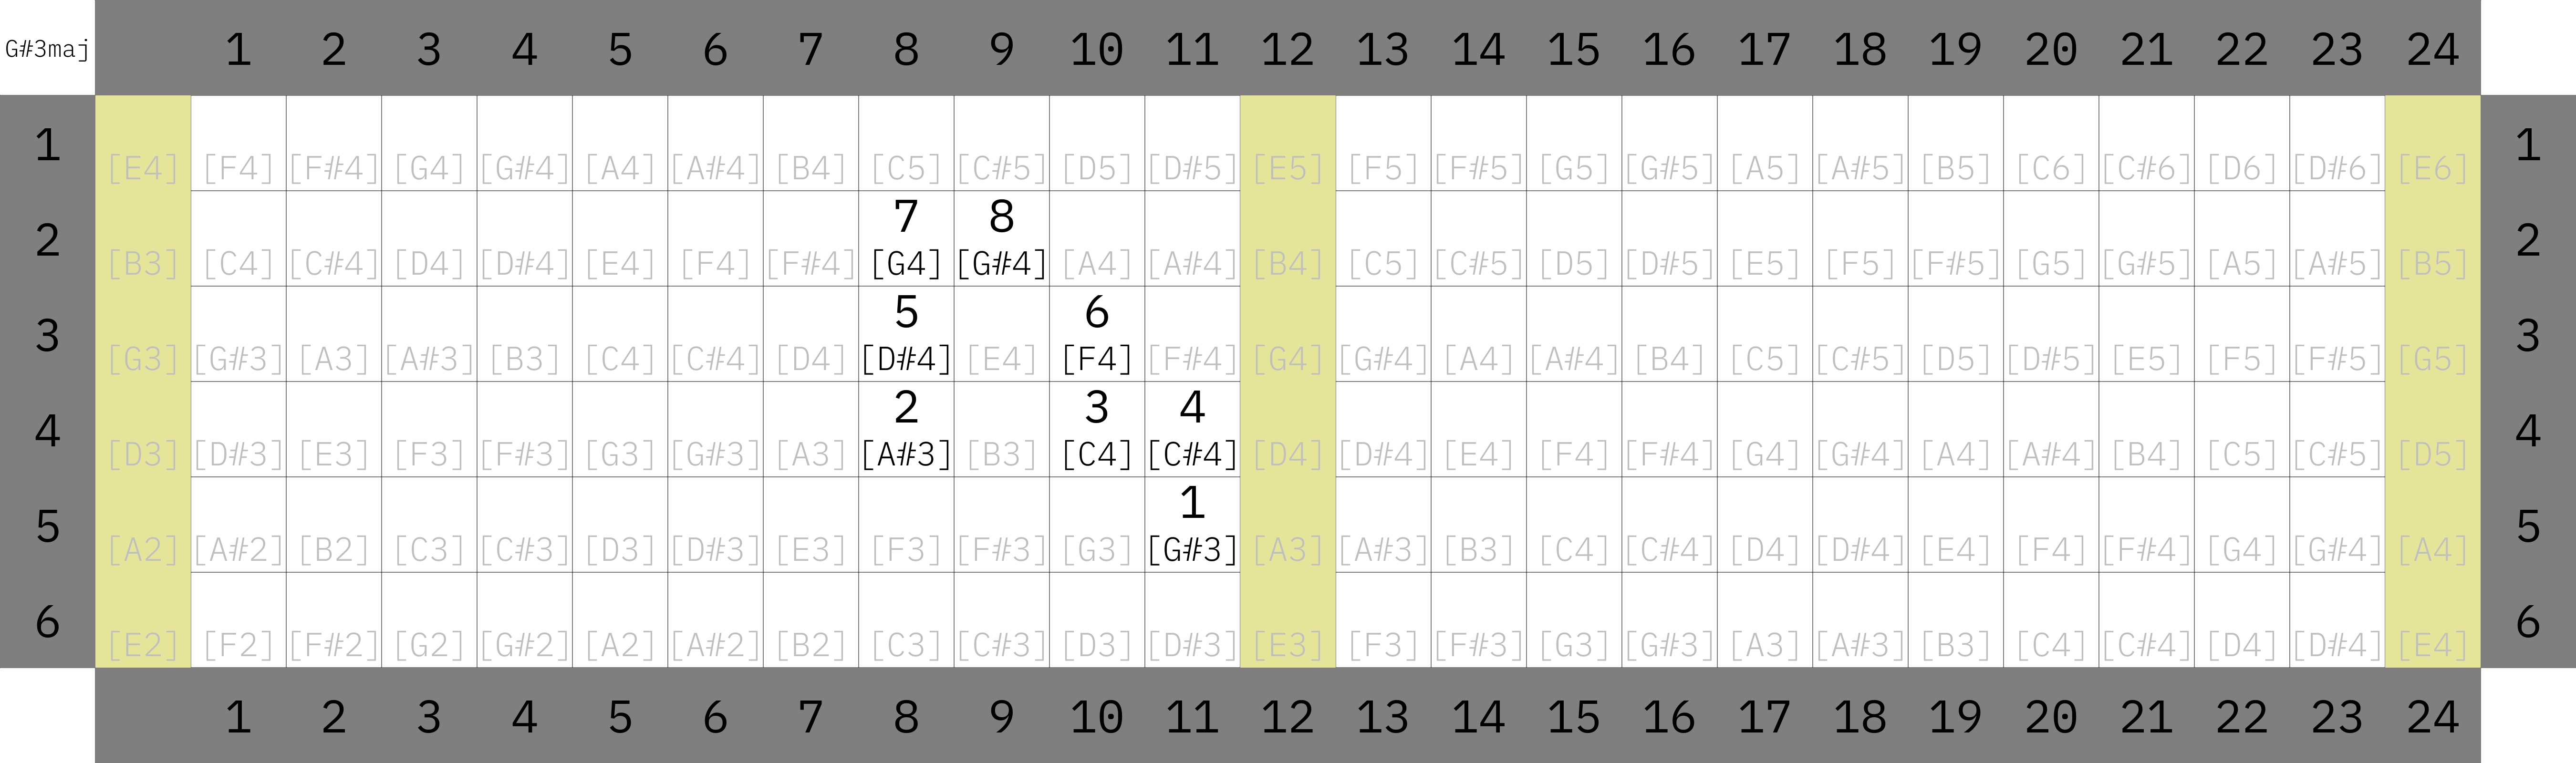 G#3maj 1 2 3 4 5 6 7 8 9 10 11 12 13 14 15 16 17 18 19 20 21 22 23 24
1 1
[E4] [F4] [F#4] [G4] [G#4] [A4] [A#4] [B4] [C5] [C#5] [D5] [D#5] [E5] [F5] [F#5] [G5] [G#5] [A5] [A#5] [B5] [C6] [C#6] [D6] [D#6] [E6]
7 8
2 2
[B3] [C4] [C#4] [D4] [D#4] [E4] [F4] [F#4] [G4] [G#4] [A4] [A#4] [B4] [C5] [C#5] [D5] [D#5] [E5] [F5] [F#5] [G5] [G#5] [A5] [A#5] [B5]
5 6
3 3
[G3] [G#3] [A3] [A#3] [B3] [C4] [C#4] [D4] [D#4] [E4] [F4] [F#4] [G4] [G#4] [A4] [A#4] [B4] [C5] [C#5] [D5] [D#5] [E5] [F5] [F#5] [G5]
2 3 4
4 4
[D3] [D#3] [E3] [F3] [F#3] [G3] [G#3] [A3] [A#3] [B3] [C4] [C#4] [D4] [D#4] [E4] [F4] [F#4] [G4] [G#4] [A4] [A#4] [B4] [C5] [C#5] [D5]
1
5 5
[A2] [A#2] [B2] [C3] [C#3] [D3] [D#3] [E3] [F3] [F#3] [G3] [G#3] [A3] [A#3] [B3] [C4] [C#4] [D4] [D#4] [E4] [F4] [F#4] [G4] [G#4] [A4]
6 6
[E2] [F2] [F#2] [G2] [G#2] [A2] [A#2] [B2] [C3] [C#3] [D3] [D#3] [E3] [F3] [F#3] [G3] [G#3] [A3] [A#3] [B3] [C4] [C#4] [D4] [D#4] [E4]
1 2 3 4 5 6 7 8 9 10 11 12 13 14 15 16 17 18 19 20 21 22 23 24